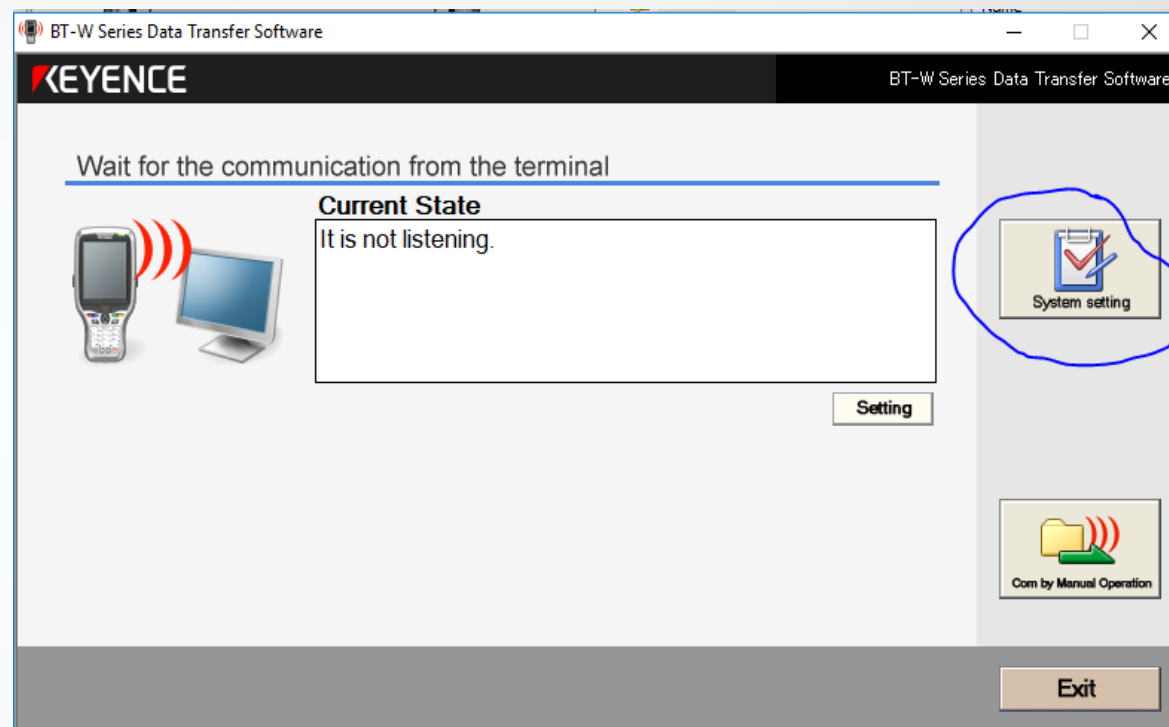 Name
BT-W Series Data Transfer Software
KEYENCE
BT-W Series Data Transfer Software
Wait for the communication from the terminal
Current State
It is not listening.
System setting
Setting
Com by Manual Operation
Exit